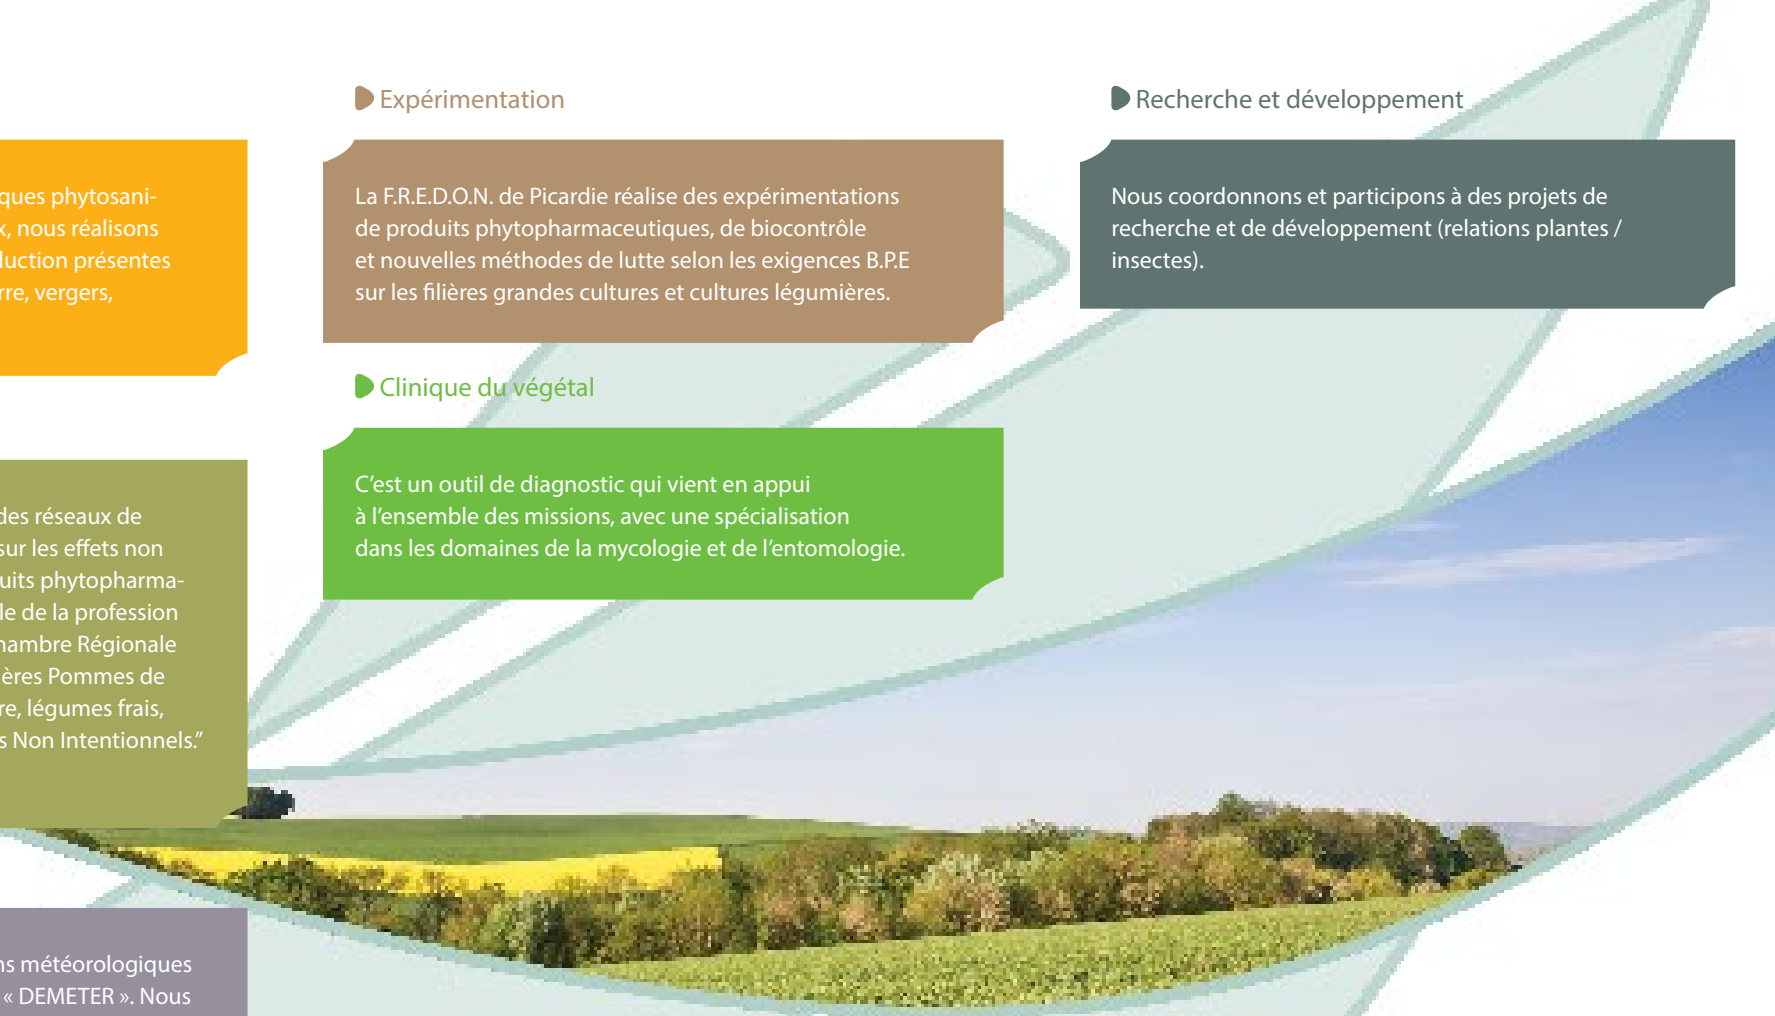 ques phytosani-
x, nous réalisons
duction présentes
rre, vergers,
des réseaux de
sur les effets non
uits phytopharma-
le de la profession
hambre Régionale
ères Pommes de
re, légumes frais,
s Non Intentionnels.”
ns météorologiques
« DEMETER ». Nous
Expérimentation
La F.R.E.D.O.N. de Picardie réalise des expérimentations
de produits phytopharmaceutiques, de biocontrôle
et nouvelles méthodes de lutte selon les exigences B.P.E
sur les filières grandes cultures et cultures légumières.
Clinique du végétal
C’est un outil de diagnostic qui vient en appui
à l’ensemble des missions, avec une spécialisation
dans les domaines de la mycologie et de l’entomologie.
Recherche et développement
Nous coordonnons et participons à des projets de
recherche et de développement (relations plantes /
insectes).